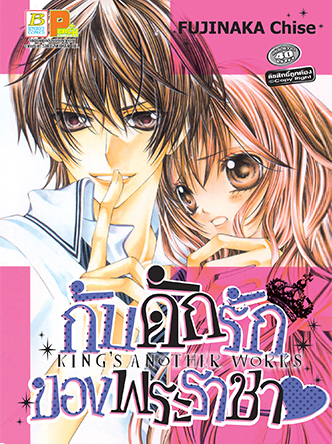 FUJINAKA Chise
B
P
40
ลิขสิทธิ์ถูกต้อง
©Copy Right
กับดักรัก
KING'S ANOTHER WORKS
ของพระราชา